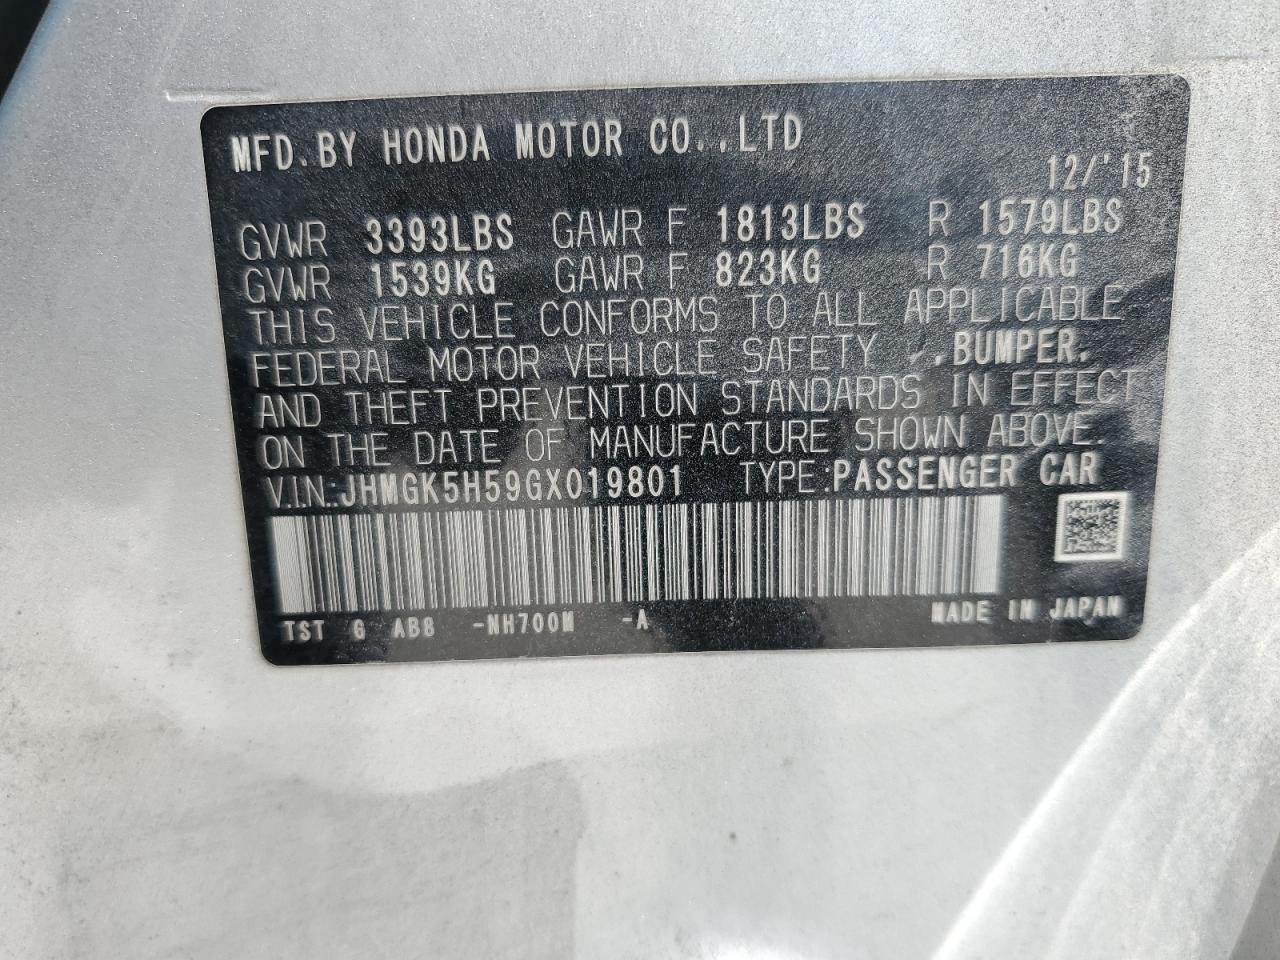 MFD.BY HONDA MOTOR CO.,LTD
12/'15
GVWR 3393LBS GAWR F 1813LBS R 1579LBS
GVWR 1539KG GAWR F 823KG R 716KG
THIS VEHICLE CONFORMS TO ALL APPLICABLE
FEDERAL MOTOR VEHICLE SAFETY ,BUMPER,
AND THEFT PREVENTION STANDARDS IN EFFECT
ON THE DATE OF MANUFACTURE SHOWN ABOVE.
V.I.N.:JHMGK5H59GX019801 TYPE:PASSENGER CAR
TST G AB8 -NH700M -A MADE IN JAPAN